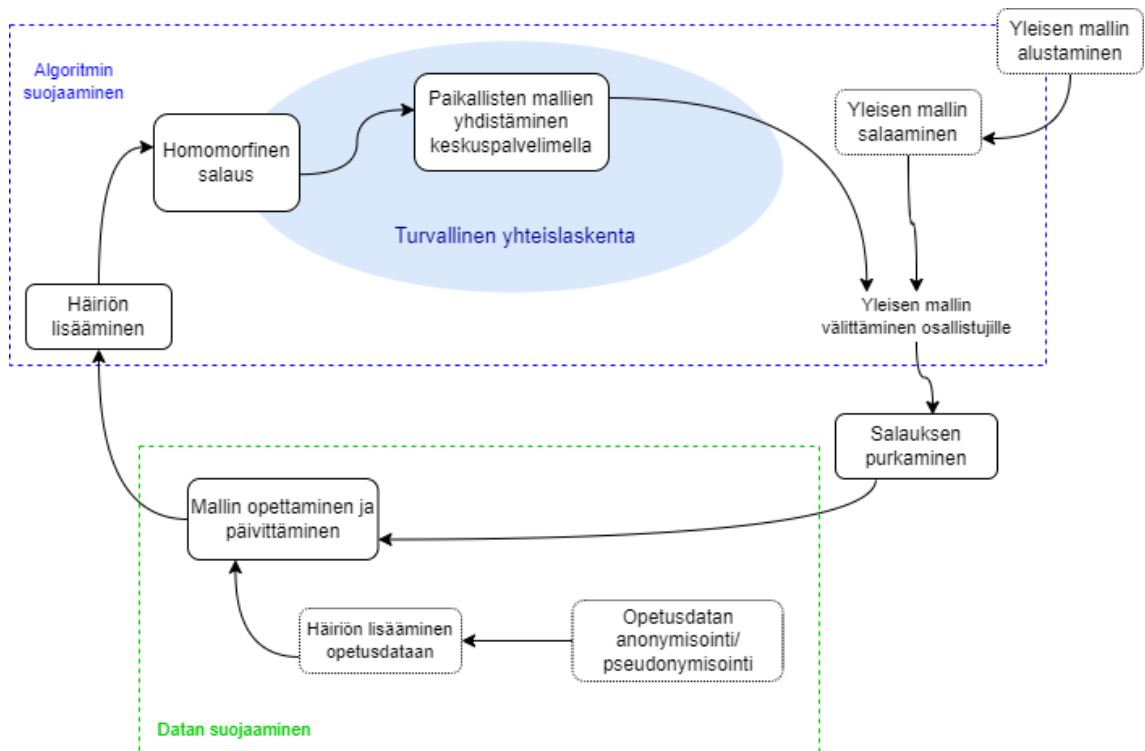 Yleisen mallin
alustaminen
Algoritmin
suojaaminen
Paikallisten mallien
yhdistäminen
keskuspalvelimella
Yleisen mallin
salaaminen
Homomorfinen
salaus
Turvallinen yhteislaskenta
Häiriön
lisääminen
Yleisen mallin
välittäminen osallistujille
Salauksen
purkaminen
Mallin opettaminen ja
päivittäminen
Häiriön lisääminen
opetusdataan
Opetusdatan
anonymisointi/
pseudonymisointi
Datan suojaaminen